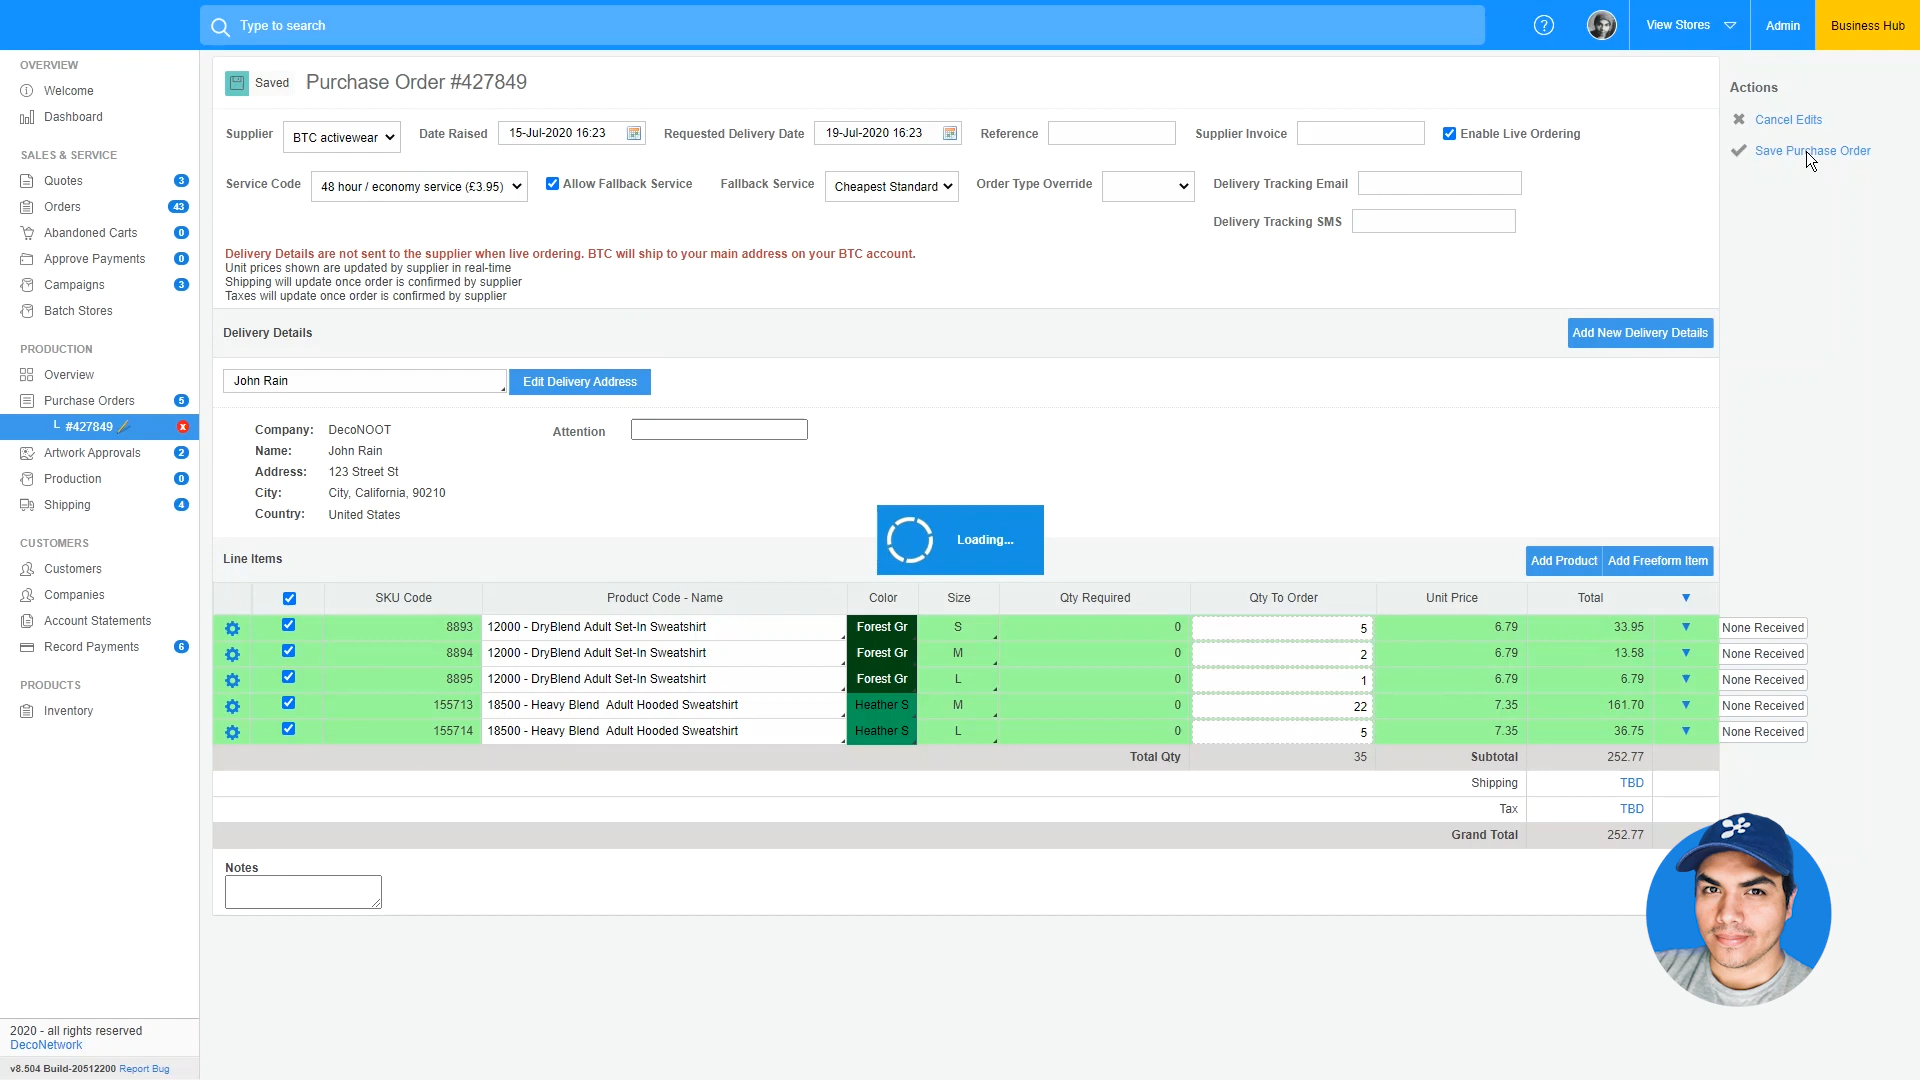 Type to search
View Stores
Admin
Business Hub
OVERVIEW
Welcome
Dashboard
SALES & SERVICE
Quotes 3
Orders 43
Abandoned Carts 0
Approve Payments 0
Campaigns 3
Batch Stores
PRODUCTION
Overview
Purchase Orders 5
#427849 x
Artwork Approvals 2
Production 0
Shipping 4
CUSTOMERS
Customers
Companies
Account Statements
Record Payments 6
PRODUCTS
Inventory
2020 - all rights reserved
DecoNetwork
v8.504 Build-20512200 Report Bug
Saved Purchase Order #427849
Supplier BTC activewear Date Raised 15-Jul-2020 16:23 Requested Delivery Date 19-Jul-2020 16:23 Reference Supplier Invoice Enable Live Ordering
Service Code 48 hour / economy service (£3.95) Allow Fallback Service Fallback Service Cheapest Standard Order Type Override Delivery Tracking Email
Delivery Tracking SMS
Delivery Details are not sent to the supplier when live ordering. BTC will ship to your main address on your BTC account.
Unit prices shown are updated by supplier in real-time
Shipping will update once order is confirmed by supplier
Taxes will update once order is confirmed by supplier
Delivery Details Add New Delivery Details
John Rain Edit Delivery Address
Company: DecoNOOT Attention
Name: John Rain
Address: 123 Street St
City: City, California, 90210
Country: United States
Loading...
Line Items Add Product Add Freeform Item
SKU Code Product Code - Name Color Size Qty Required Qty To Order Unit Price Total
8893 12000 - DryBlend Adult Set-In Sweatshirt Forest Gr S 0 5 6.79 33.95 None Received
8894 12000 - DryBlend Adult Set-In Sweatshirt Forest Gr M 0 2 6.79 13.58 None Received
8895 12000 - DryBlend Adult Set-In Sweatshirt Forest Gr L 0 1 6.79 6.79 None Received
155713 18500 - Heavy Blend Adult Hooded Sweatshirt Heather S M 0 22 7.35 161.70 None Received
155714 18500 - Heavy Blend Adult Hooded Sweatshirt Heather S L 0 5 7.35 36.75 None Received
Total Qty 35 Subtotal 252.77
Shipping TBD
Tax TBD
Grand Total 252.77
Notes
Actions
Cancel Edits
Save Purchase Order